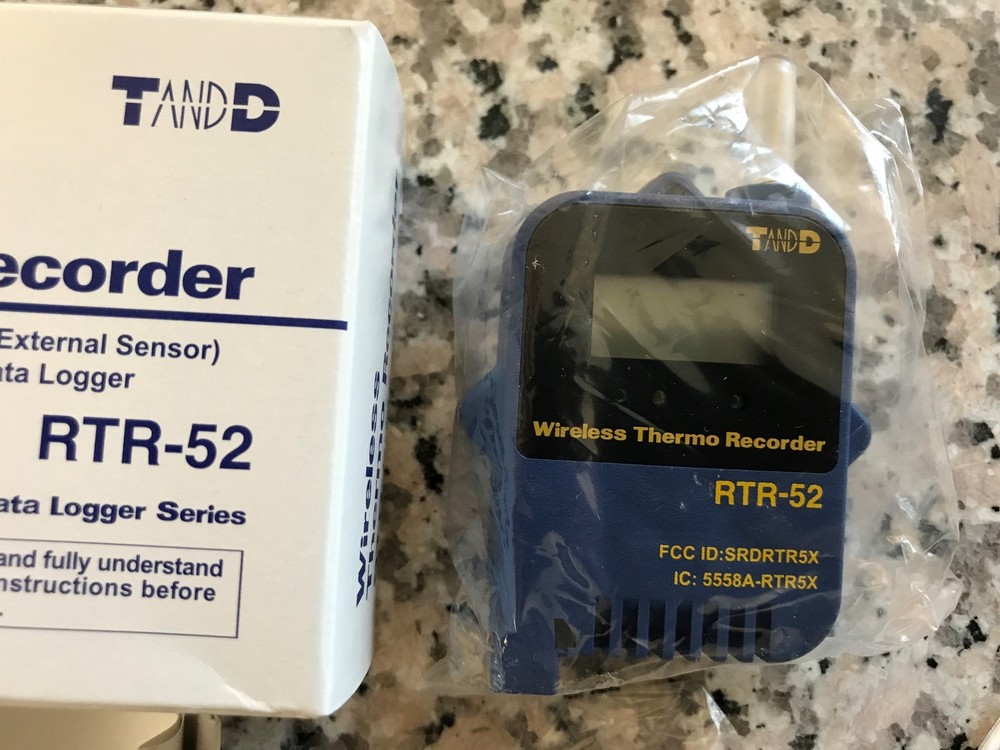 TANDD
ecorder
External Sensor)
ata Logger
RTR-52
ata Logger Series
and fully understand
nstructions before
.
Wireless
TANDD
Wireless Thermo Recorder
RTR-52
FCC ID:SRDRTR5X
IC: 5558A-RTR5X